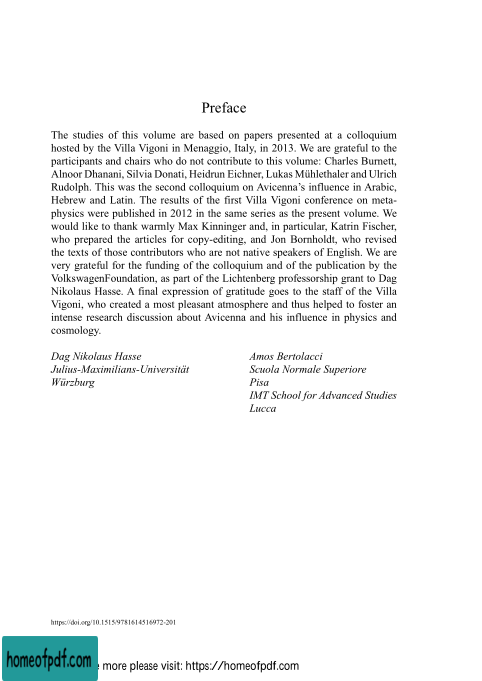 Preface
The studies of this volume are based on papers presented at a colloquium
hosted by the Villa Vigoni in Menaggio, Italy, in 2013. We are grateful to the
participants and chairs who do not contribute to this volume: Charles Burnett,
Alnoor Dhanani, Silvia Donati, Heidrun Eichner, Lukas Mühlethaler and Ulrich
Rudolph. This was the second colloquium on Avicenna's influence in Arabic,
Hebrew and Latin. The results of the first Villa Vigoni conference on meta-
physics were published in 2012 in the same series as the present volume. We
would like to thank warmly Max Kinninger and, in particular, Katrin Fischer,
who prepared the articles for copy-editing, and Jon Bornholdt, who revised
the texts of those contributors who are not native speakers of English. We are
very grateful for the funding of the colloquium and of the publication by the
VolkswagenFoundation, as part of the Lichtenberg professorship grant to Dag
Nikolaus Hasse. A final expression of gratitude goes to the staff of the Villa
Vigoni, who created a most pleasant atmosphere and thus helped to foster an
intense research discussion about Avicenna and his influence in physics and
cosmology.
Dag Nikolaus Hasse
Julius-Maximilians-Universität
Würzburg
Amos Bertolacci
Scuola Normale Superiore
Pisa
IMT School for Advanced Studies
Lucca
https://doi.org/10.1515/9781614516972-201
homeofpdf.com
more please visit: https://homeofpdf.com